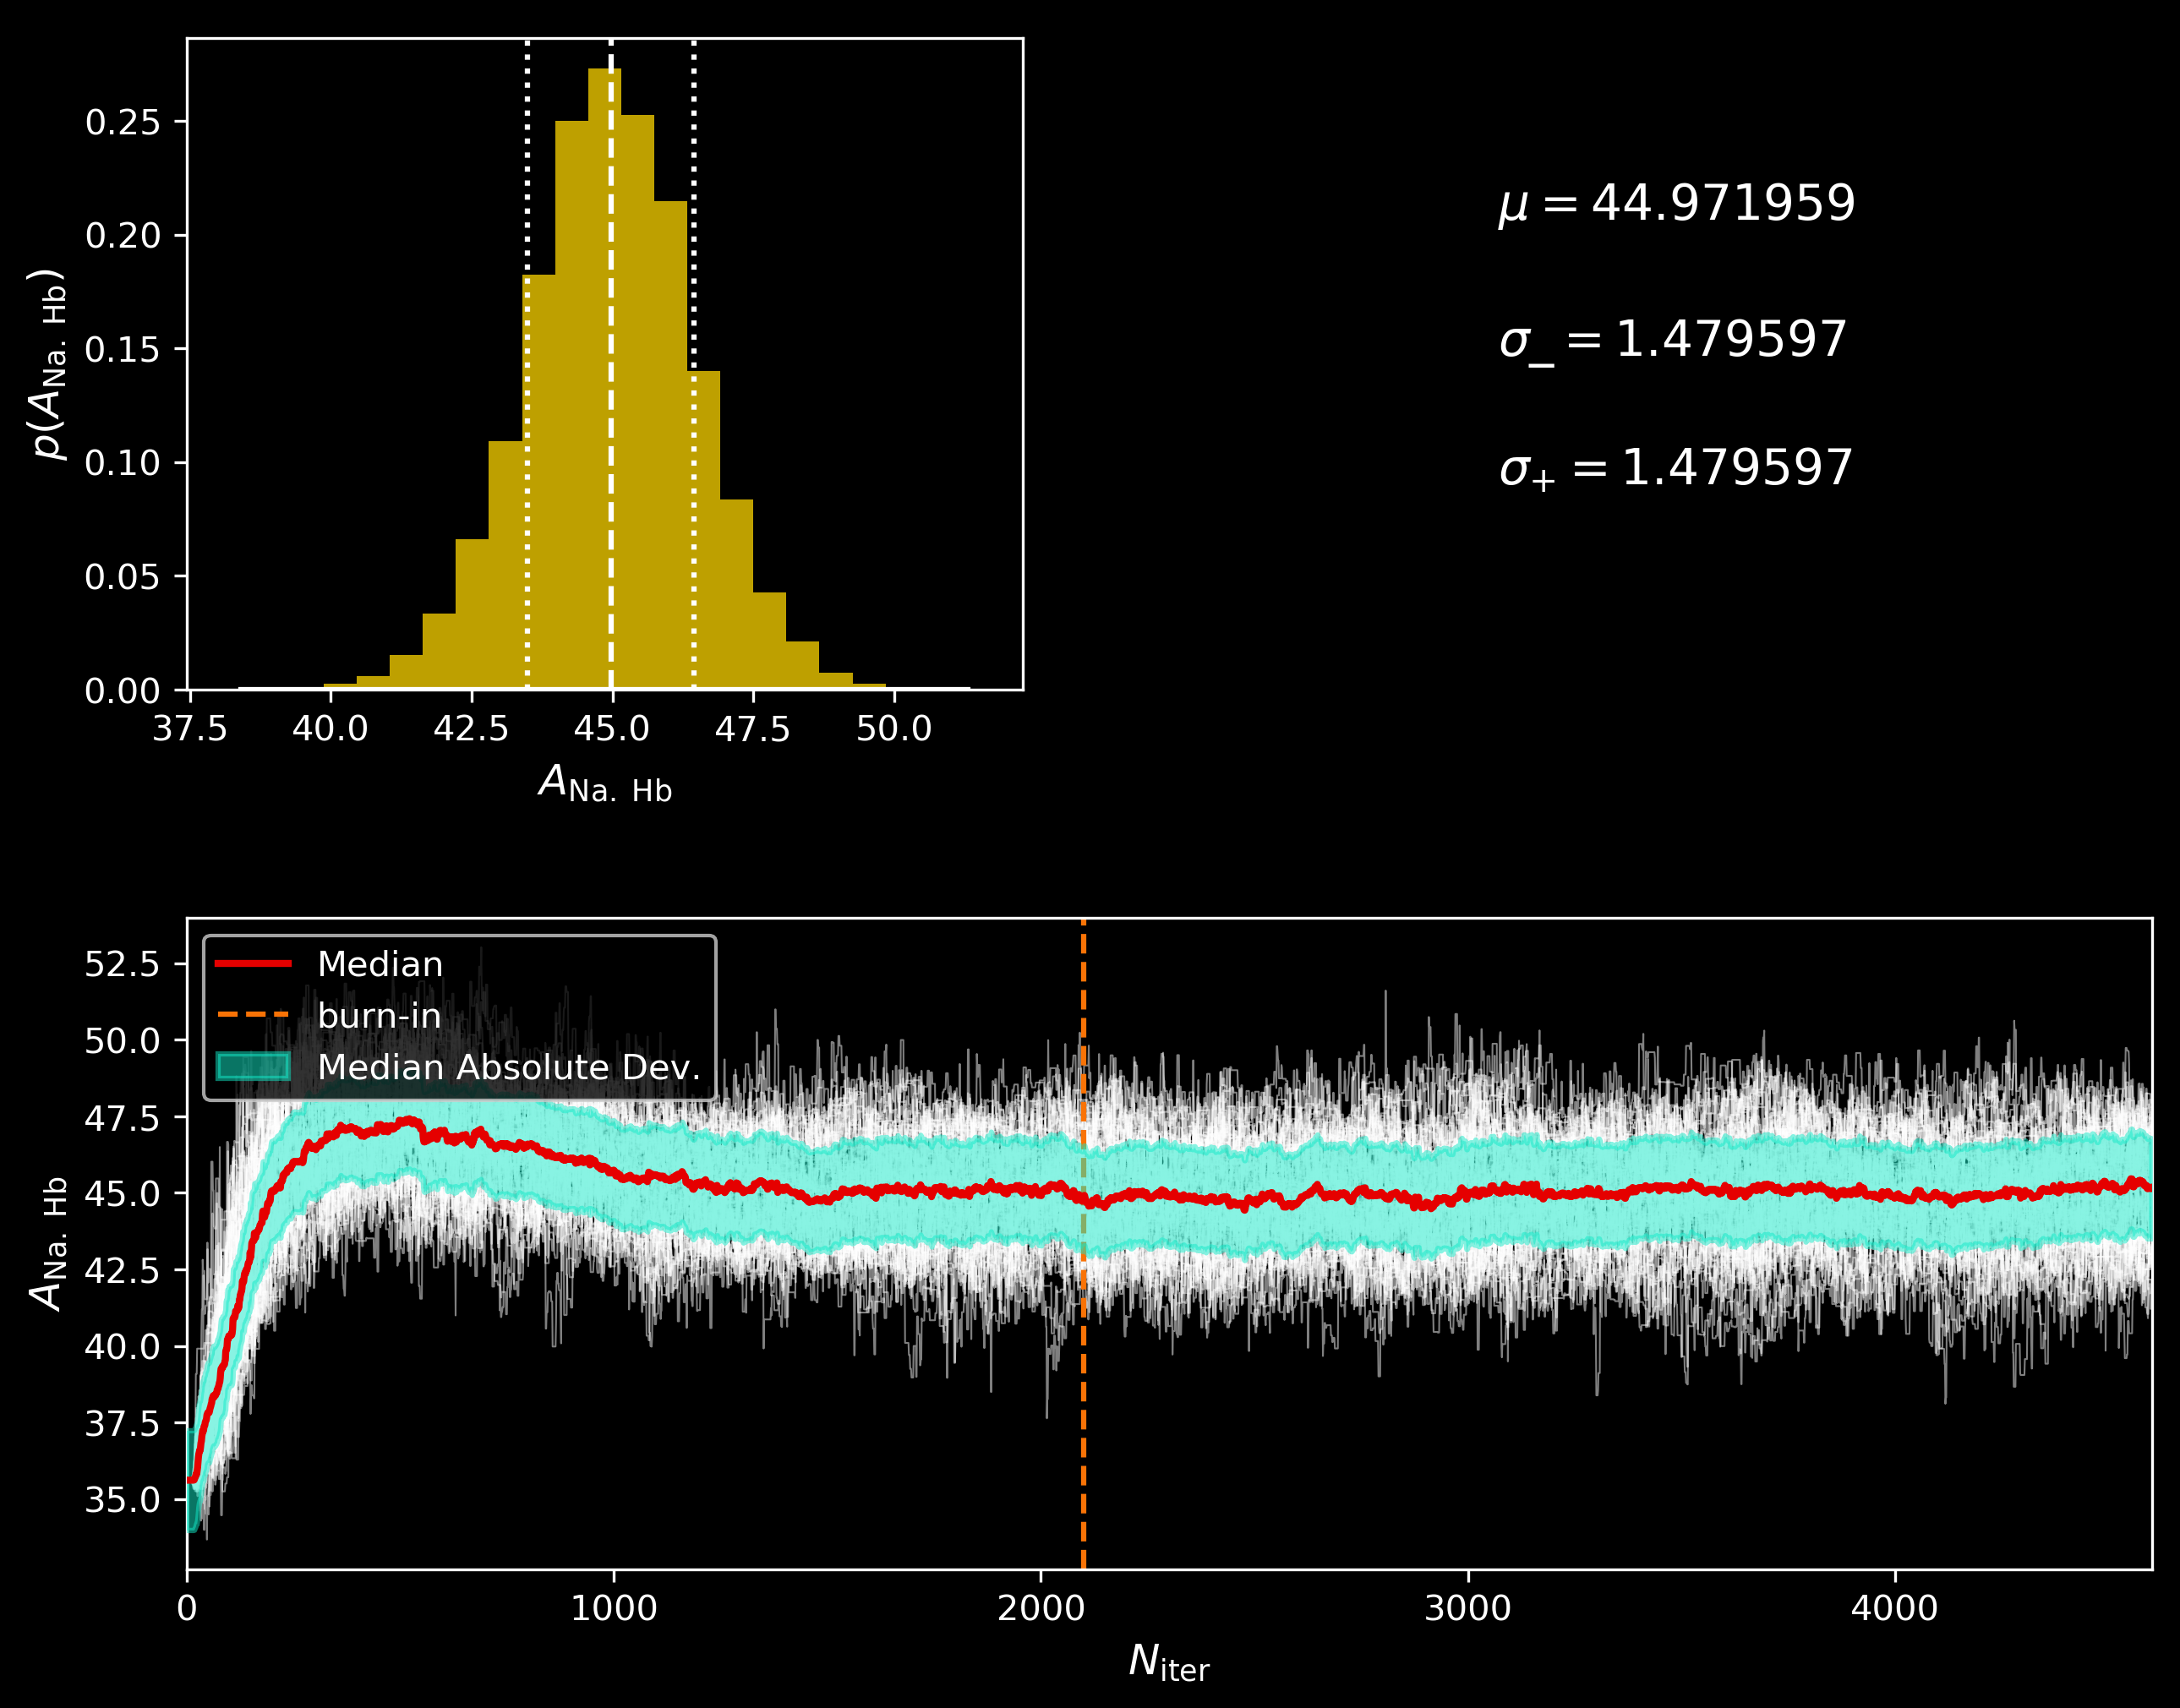 0.25
0.20
0.15
0.10
0.05
0.00
p(A_Na. Hb)
37.5 40.0 42.5 45.0 47.5 50.0
A_Na. Hb
μ = 44.971959
σ_− = 1.479597
σ_+ = 1.479597
Median
burn-in
Median Absolute Dev.
52.5
50.0
47.5
45.0
42.5
40.0
37.5
35.0
A_Na. Hb
0 1000 2000 3000 4000
N_iter